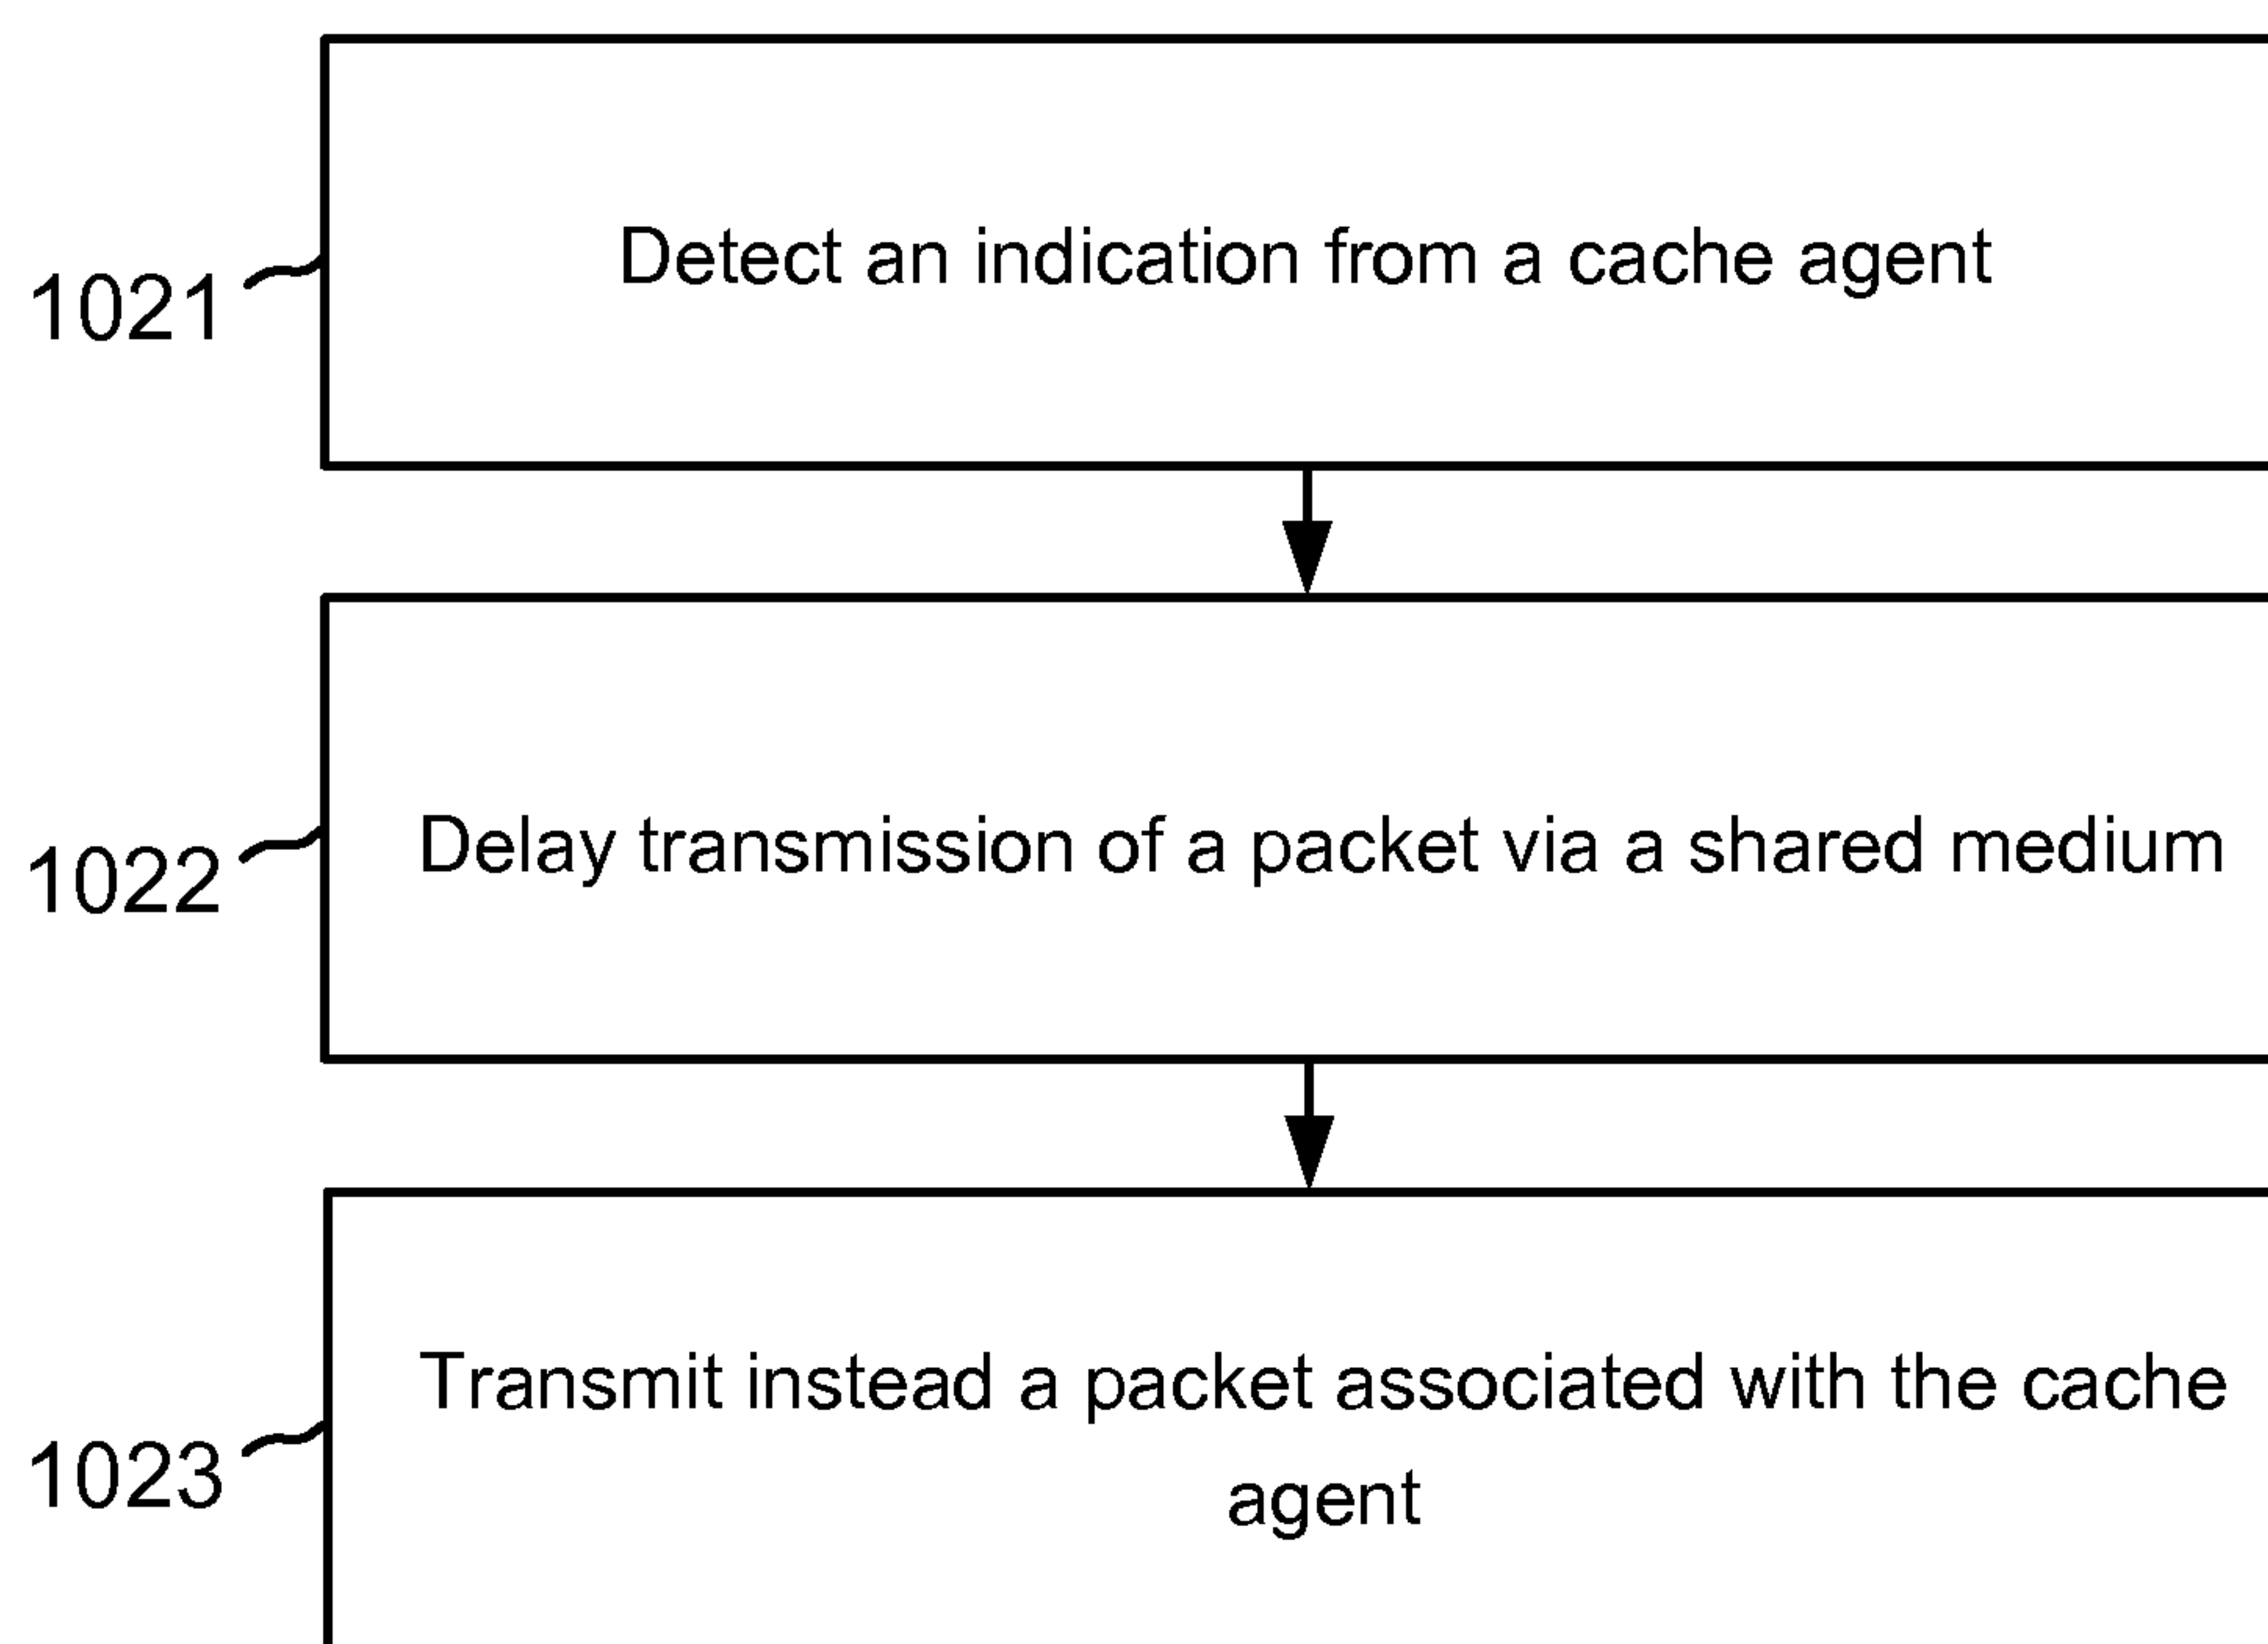 Detect an indication from a cache agent
1021
Delay transmission of a packet via a shared medium
1022
Transmit instead a packet associated with the cache
agent
1023